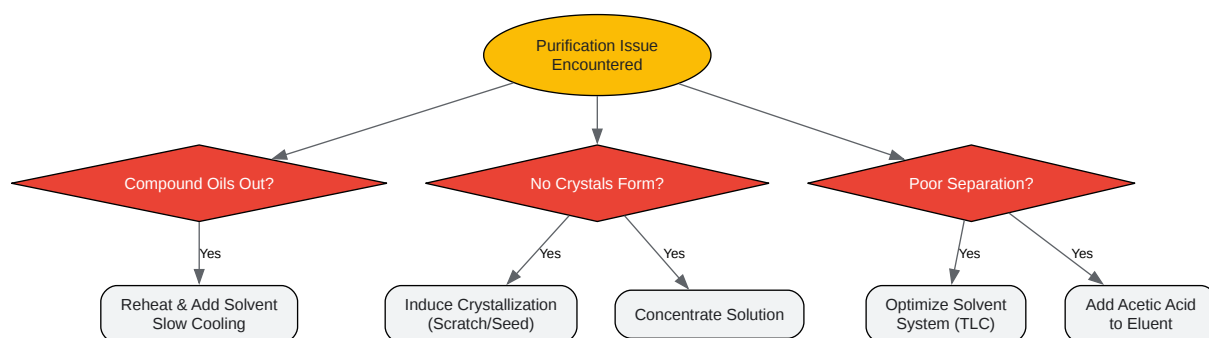 Purification Issue
Encountered
Compound Oils Out?
No Crystals Form?
Poor Separation?
Yes
Yes
Yes
Yes
Yes
Reheat & Add Solvent
Slow Cooling
Induce Crystallization
(Scratch/Seed)
Concentrate Solution
Optimize Solvent
System (TLC)
Add Acetic Acid
to Eluent